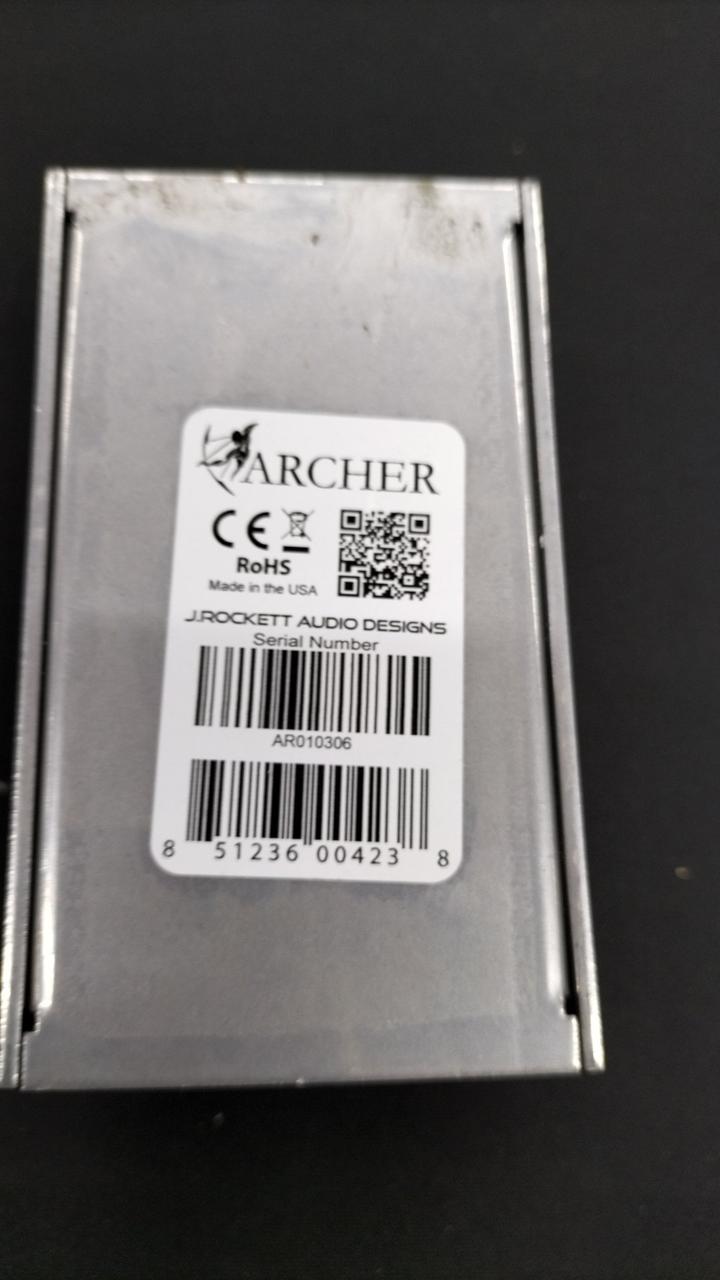 ARCHER
CE
RoHS
Made in the USA
J.ROCKETT AUDIO DESIGNS
Serial Number
AR010306
8 51236 00423 8